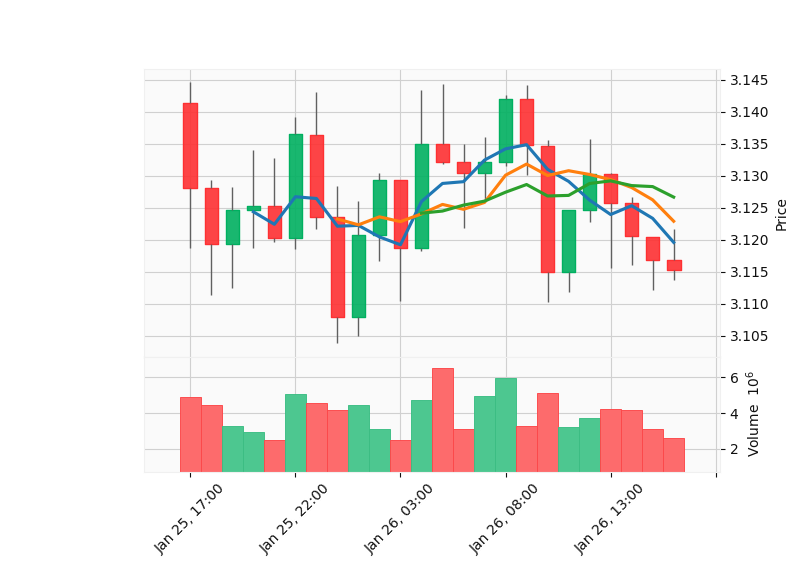 3.145
3.140
3.135
3.130
3.125
3.120
3.115
3.110
3.105
Price
6
4
2
Volume 10⁶
Jan 25, 17:00
Jan 25, 22:00
Jan 26, 03:00
Jan 26, 08:00
Jan 26, 13:00